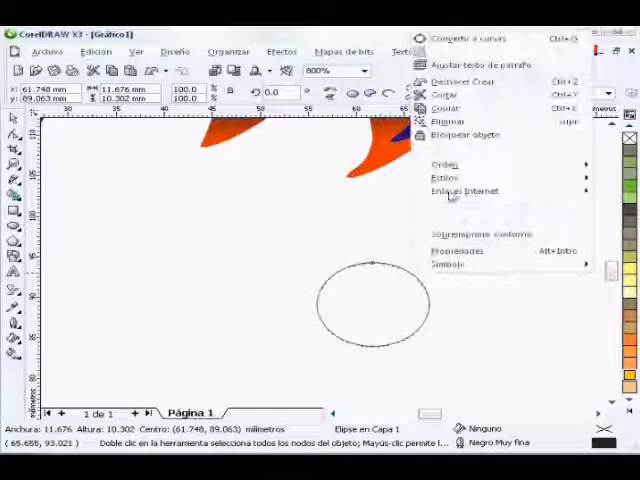 CorelDRAW X3 - [Gráfico1]
Archivo Edición Ver Diseño Organizar Efectos Mapas de bits
800%
x: 61.748 mm 11.676 mm 100.0 % 0.0
y: 89.063 mm 10.302 mm 100.0 %
Convertir a curvas Ctrl+Q
Ajustar texto de párrafo
Deshacer Crear Ctrl+Z
Cortar
Copiar Ctrl+C
Eliminar Supr
Bloquear objeto
Orden
Estilos
Enlaces Internet
Sobreimprimir contorno
Propiedades Alt+Intro
Símbolo
1 de 1 Página 1
Anchura: 11.676 Altura: 10.302 Centro: (61.748, 89.063) milímetros Elipse en Capa 1 Ninguno
( 65.655, 93.021 ) Doble clic en la herramienta selecciona todos los nodos del objeto; Mayús-clic permite l... Negro Muy fina